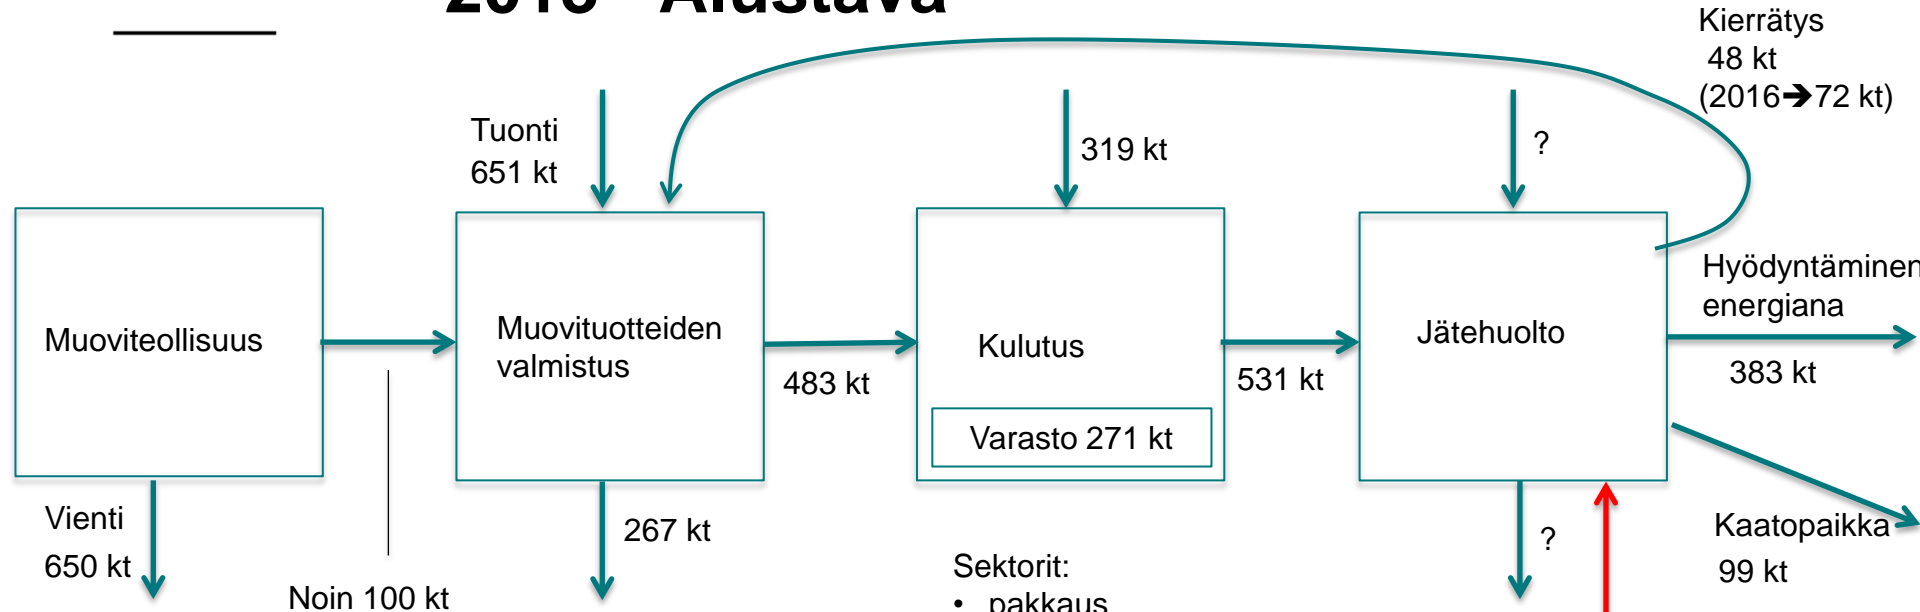 Alustava
Kierrätys
48 kt
(2016➔72 kt)
Tuonti
651 kt
319 kt
?
Hyödyntäminen
energiana
383 kt
Muoviteollisuus
Muovituotteiden
valmistus
483 kt
Kulutus
Varasto 271 kt
531 kt
Jätehuolto
Vienti
650 kt
Noin 100 kt
267 kt
Sektorit:
• pakkaus
?
Kaatopaikka
99 kt